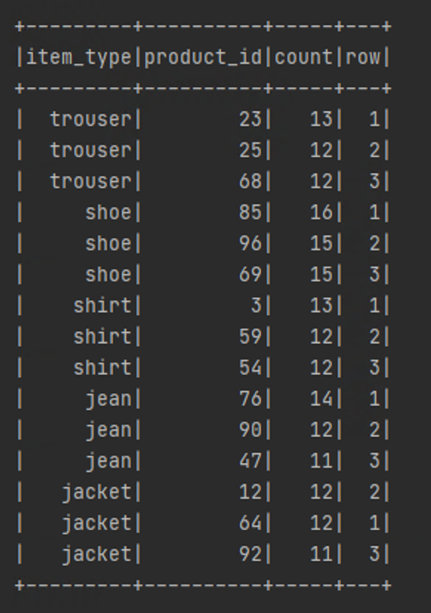 +---------+----------+-----+---+
|item_type|product_id|count|row|
+---------+----------+-----+---+
|  trouser|        23|   13|  1|
|  trouser|        25|   12|  2|
|  trouser|        68|   12|  3|
|     shoe|        85|   16|  1|
|     shoe|        96|   15|  2|
|     shoe|        69|   15|  3|
|    shirt|         3|   13|  1|
|    shirt|        59|   12|  2|
|    shirt|        54|   12|  3|
|     jean|        76|   14|  1|
|     jean|        90|   12|  2|
|     jean|        47|   11|  3|
|   jacket|        12|   12|  2|
|   jacket|        64|   12|  1|
|   jacket|        92|   11|  3|
+---------+----------+-----+---+